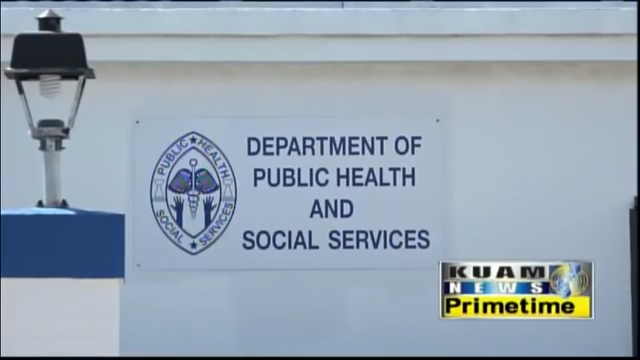 DEPARTMENT OF
PUBLIC HEALTH
AND
SOCIAL SERVICES
PUBLIC HEALTH
SOCIAL SERVICES
KUAM
NEWS
Primetime